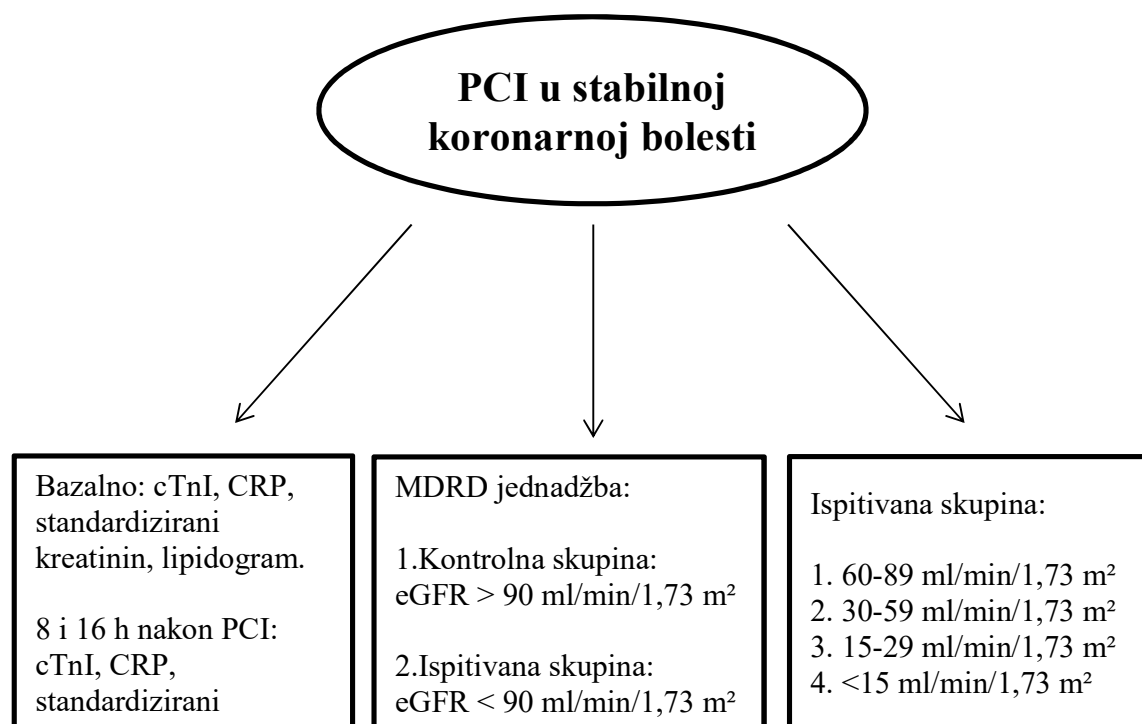 PCI u stabilnoj
koronarnoj bolesti
Bazalno: cTnI, CRP,
standardizirani
kreatinin, lipidogram.
8 i 16 h nakon PCI:
cTnI, CRP,
standardizirani
MDRD jednadžba:
1.Kontrolna skupina:
eGFR > 90 ml/min/1,73 m²
2.Ispitivana skupina:
eGFR < 90 ml/min/1,73 m²
Ispitivana skupina:
1. 60-89 ml/min/1,73 m²
2. 30-59 ml/min/1,73 m²
3. 15-29 ml/min/1,73 m²
4. <15 ml/min/1,73 m²